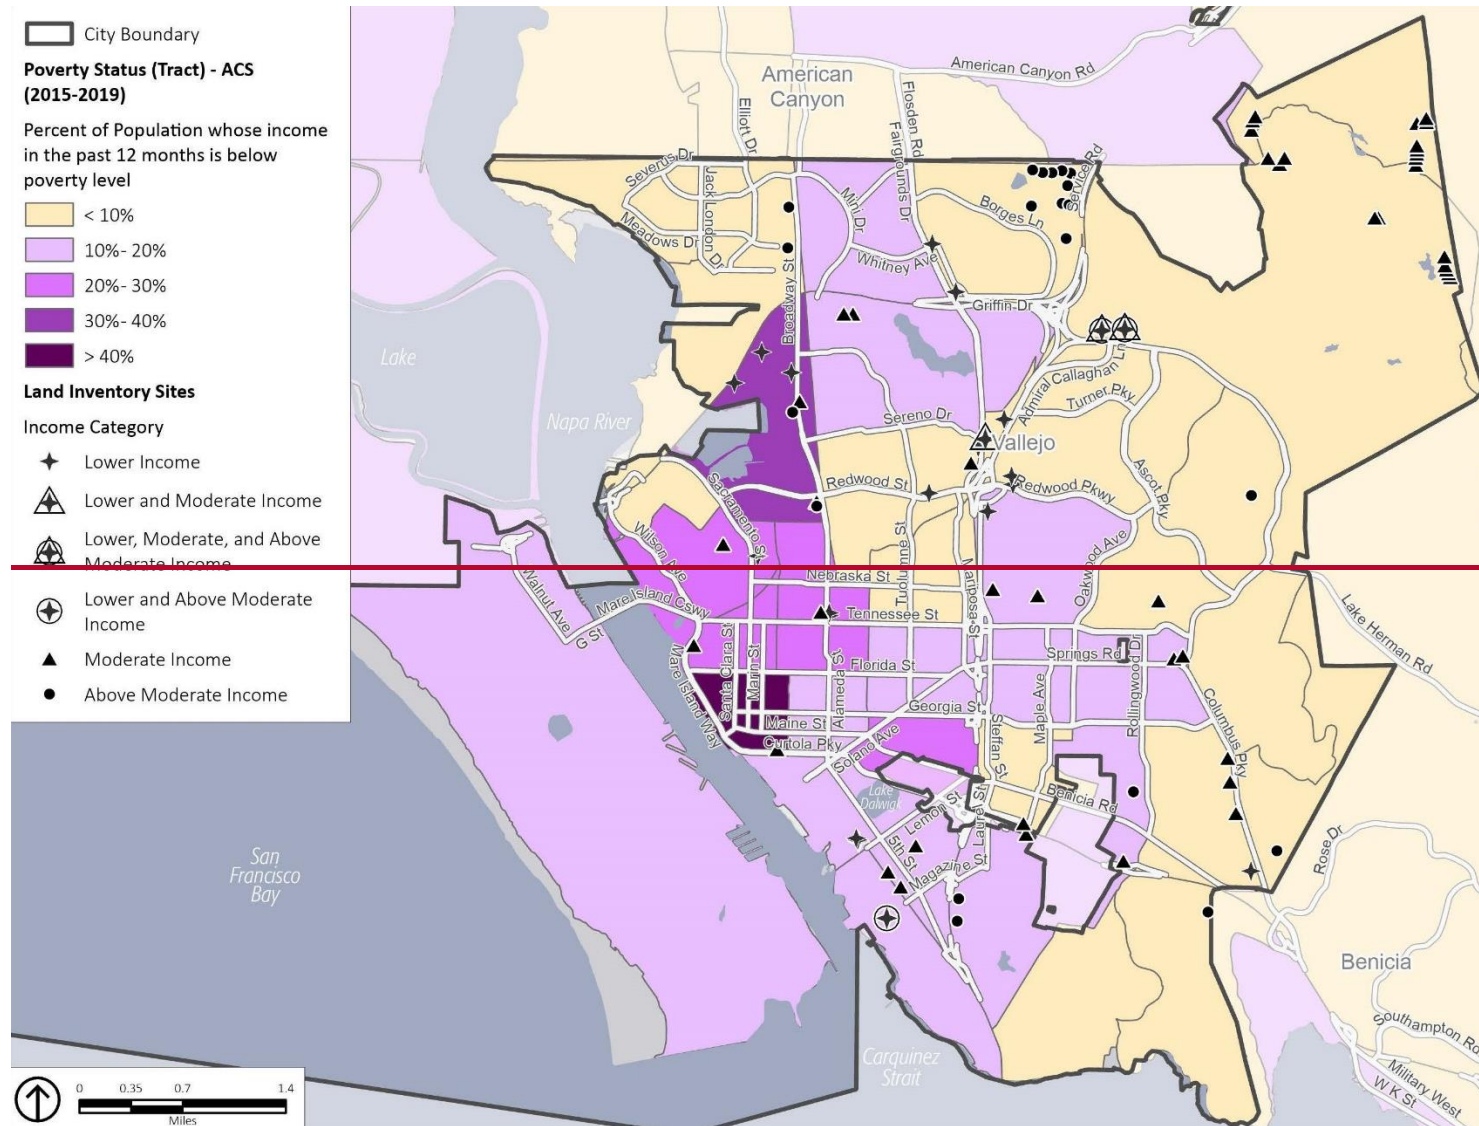 City Boundary
Poverty Status (Tract) - ACS
(2015-2019)
Percent of Population whose income
in the past 12 months is below
poverty level
< 10%
10%- 20%
20%- 30%
30%- 40%
> 40%
Land Inventory Sites
Income Category
Lower Income
Lower and Moderate Income
Lower, Moderate, and Above
Moderate Income
Lower and Above Moderate
Income
Moderate Income
Above Moderate Income
0 0.35 0.7 1.4
Miles
American
Canyon
American Canyon Rd
Elliott Dr
Flosden Rd
Fairgrounds Dr
Severus Dr
Jack London Dr
Meadows Dr
Mini Dr
Whitney Ave
Borges Ln
Service Rd
Broadway St
Griffin Dr
Lake
Napa River
Admiral Callaghan Ln
Turner Pky
Sereno Dr
Vallejo
Ascot Pky
Redwood St
Redwood Pkwy
Sacramento St
Wilson Ave
Tuolumne St
Mariposa St
Oakwood Ave
Nebraska St
Walnut Ave
G St
Mare Island Cswy
Tennessee St
Lake Herman Rd
Santa Clara St
Marin St
Alameda St
Florida St
Springs Rd
Rollingwood Dr
Mare Island Way
Georgia St
Maple Ave
Columbus Pky
Maine St
Curtola Pky
Solano Ave
Steffan St
Lake
Dalwigk
Lemon St
Laurel St
Benicia Rd
5th St
Magazine St
Rose Dr
San
Francisco
Bay
Benicia
Carquinez
Strait
Southampton Rd
Military West
W K St